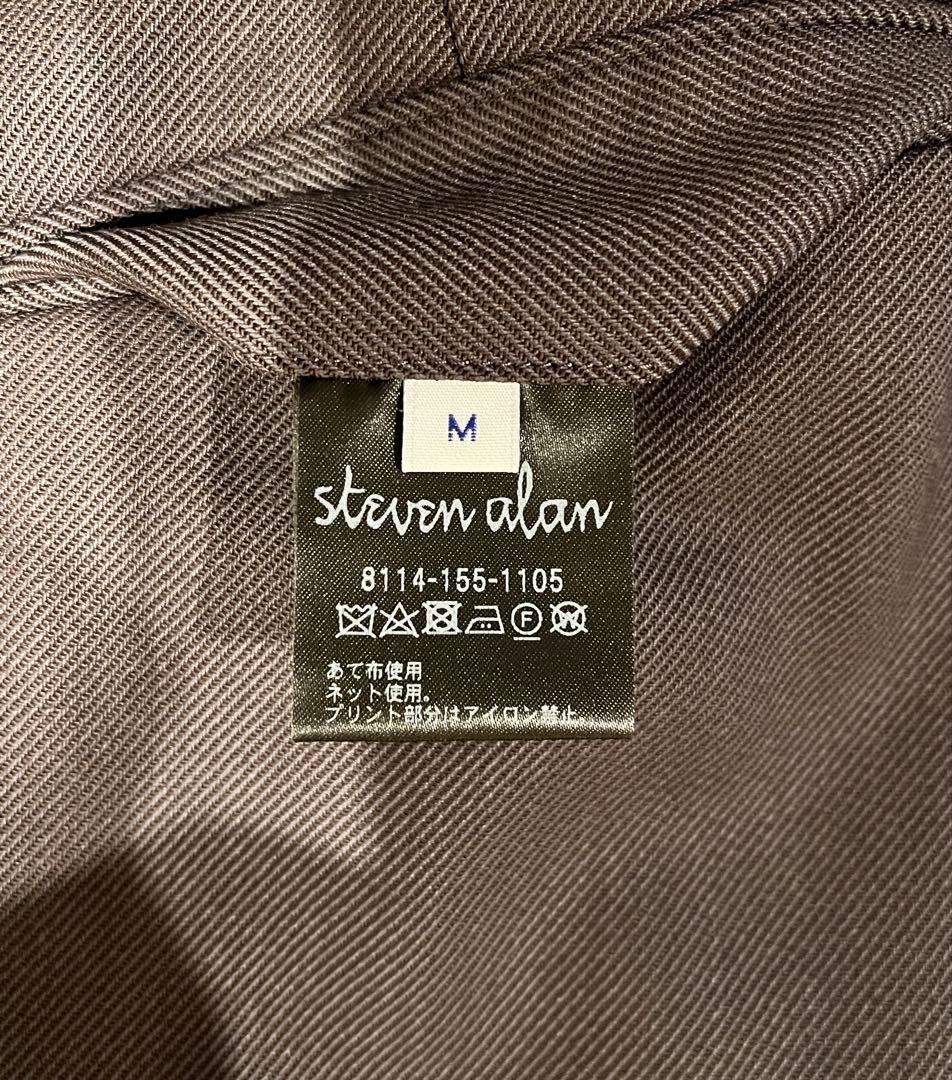 M
steven alan
8114-155-1105
F W
あて布使用
ネット使用。
プリント部分はアイロン禁止